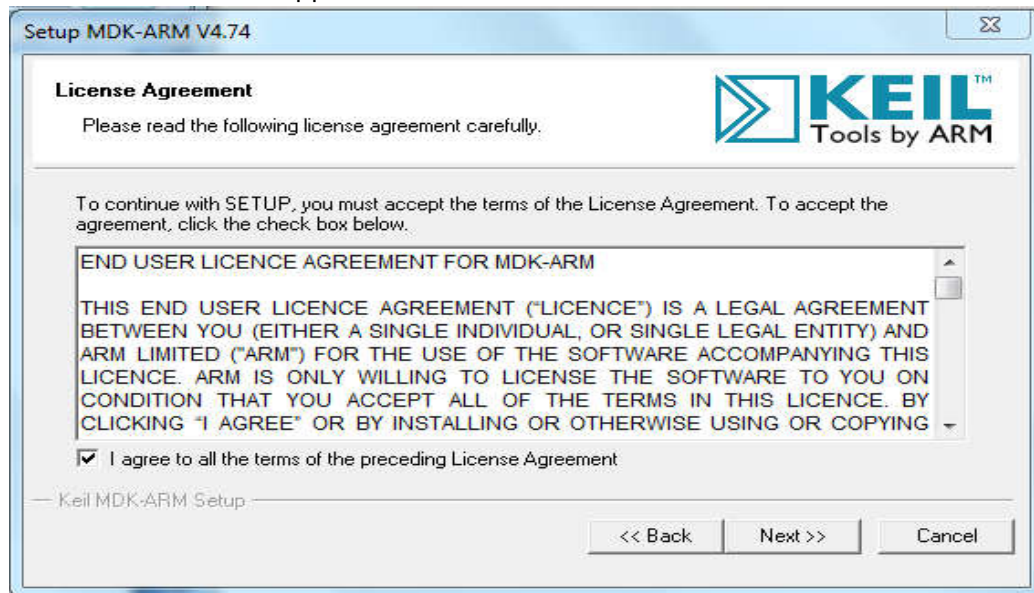 Setup MDK-ARM V4.74
License Agreement
Please read the following license agreement carefully.
KEIL™
Tools by ARM
To continue with SETUP, you must accept the terms of the License Agreement. To accept the
agreement, click the check box below.
END USER LICENCE AGREEMENT FOR MDK-ARM
THIS END USER LICENCE AGREEMENT (“LICENCE”) IS A LEGAL AGREEMENT
BETWEEN YOU (EITHER A SINGLE INDIVIDUAL, OR SINGLE LEGAL ENTITY) AND
ARM LIMITED ("ARM") FOR THE USE OF THE SOFTWARE ACCOMPANYING THIS
LICENCE. ARM IS ONLY WILLING TO LICENSE THE SOFTWARE TO YOU ON
CONDITION THAT YOU ACCEPT ALL OF THE TERMS IN THIS LICENCE. BY
CLICKING “I AGREE” OR BY INSTALLING OR OTHERWISE USING OR COPYING
I agree to all the terms of the preceding License Agreement
Keil MDK-ARM Setup
<< Back Next >> Cancel